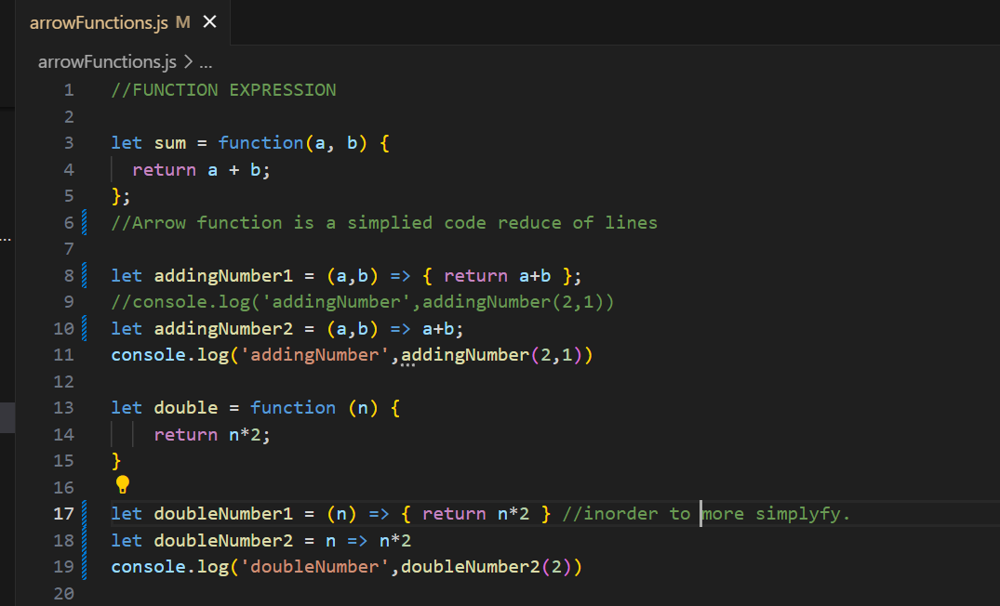 arrowFunctions.js M ×
arrowFunctions.js > ...
1 //FUNCTION EXPRESSION
2
3 let sum = function(a, b) {
4 return a + b;
5 };
6 //Arrow function is a simplied code reduce of lines
7
8 let addingNumber1 = (a,b) => { return a+b };
9 //console.log('addingNumber',addingNumber(2,1))
10 let addingNumber2 = (a,b) => a+b;
11 console.log('addingNumber',addingNumber(2,1))
12
13 let double = function (n) {
14 return n*2;
15 }
16
17 let doubleNumber1 = (n) => { return n*2 } //inorder to more simplyfy.
18 let doubleNumber2 = n => n*2
19 console.log('doubleNumber',doubleNumber2(2))
20